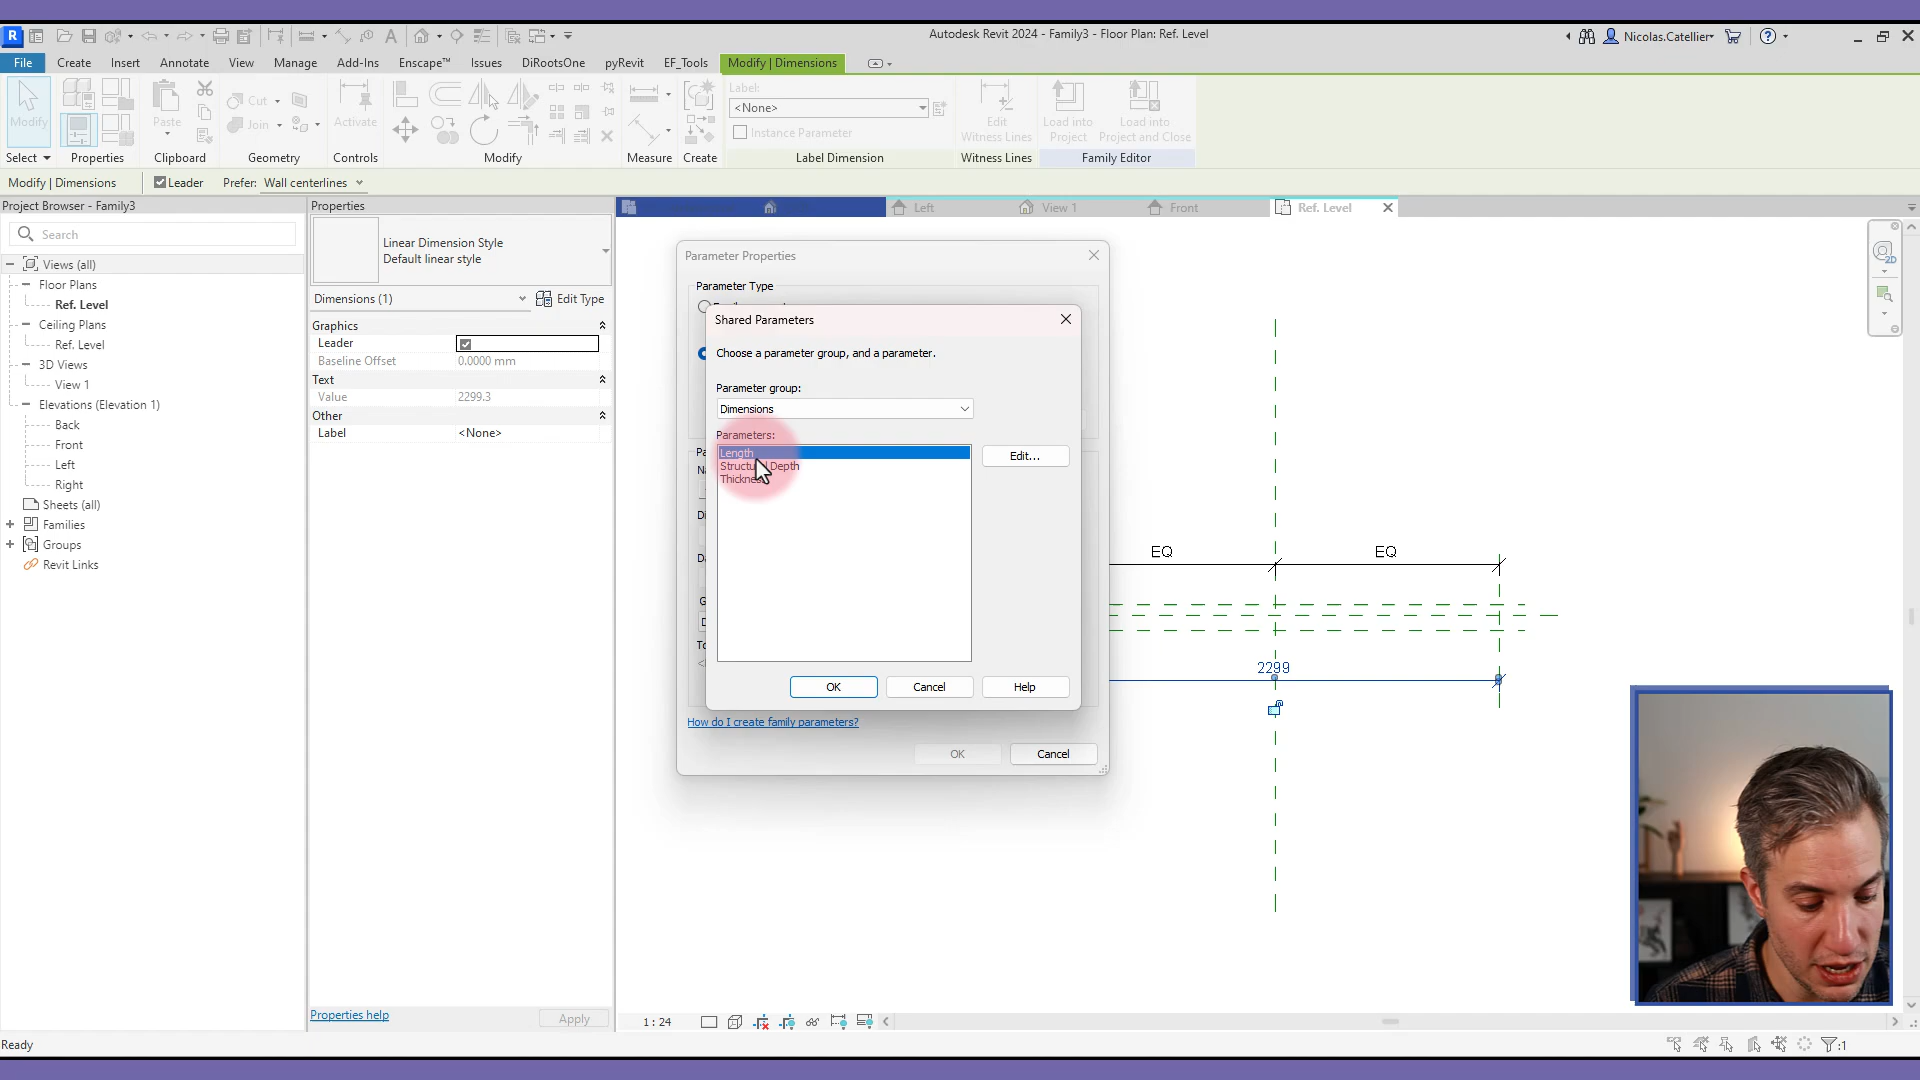 Autodesk Revit 2024 - Family3 - Floor Plan: Ref. Level
Nicolas.Catellier
File Create Insert Annotate View Manage Add-Ins Enscape™ Issues DiRootsOne pyRevit EF_Tools Modify | Dimensions
Modify
Paste
Cut
Join
Activate
Label:
<None>
Instance Parameter
Edit
Witness Lines
Load into
Project
Load into
Project and Close
Select Properties Clipboard Geometry Controls Modify Measure Create Label Dimension Witness Lines Family Editor
Modify | Dimensions Leader Prefer: Wall centerlines
Project Browser - Family3
Search
Views (all)
Floor Plans
Ref. Level
Ceiling Plans
Ref. Level
3D Views
View 1
Elevations (Elevation 1)
Back
Front
Left
Right
Sheets (all)
Families
Groups
Revit Links
Properties
Linear Dimension Style
Default linear style
Dimensions (1) Edit Type
Graphics
Leader
Baseline Offset 0.0000 mm
Text
Value 2299.3
Other
Label <None>
Properties help Apply
Left View 1 Front Ref. Level
Parameter Properties
Parameter Type
Shared Parameters
Choose a parameter group, and a parameter.
Parameter group:
Dimensions
Parameters:
Length
Structural Depth
Edit...
OK Cancel Help
How do I create family parameters?
OK Cancel
EQ EQ
2299
1 : 24
Ready
:1
2D